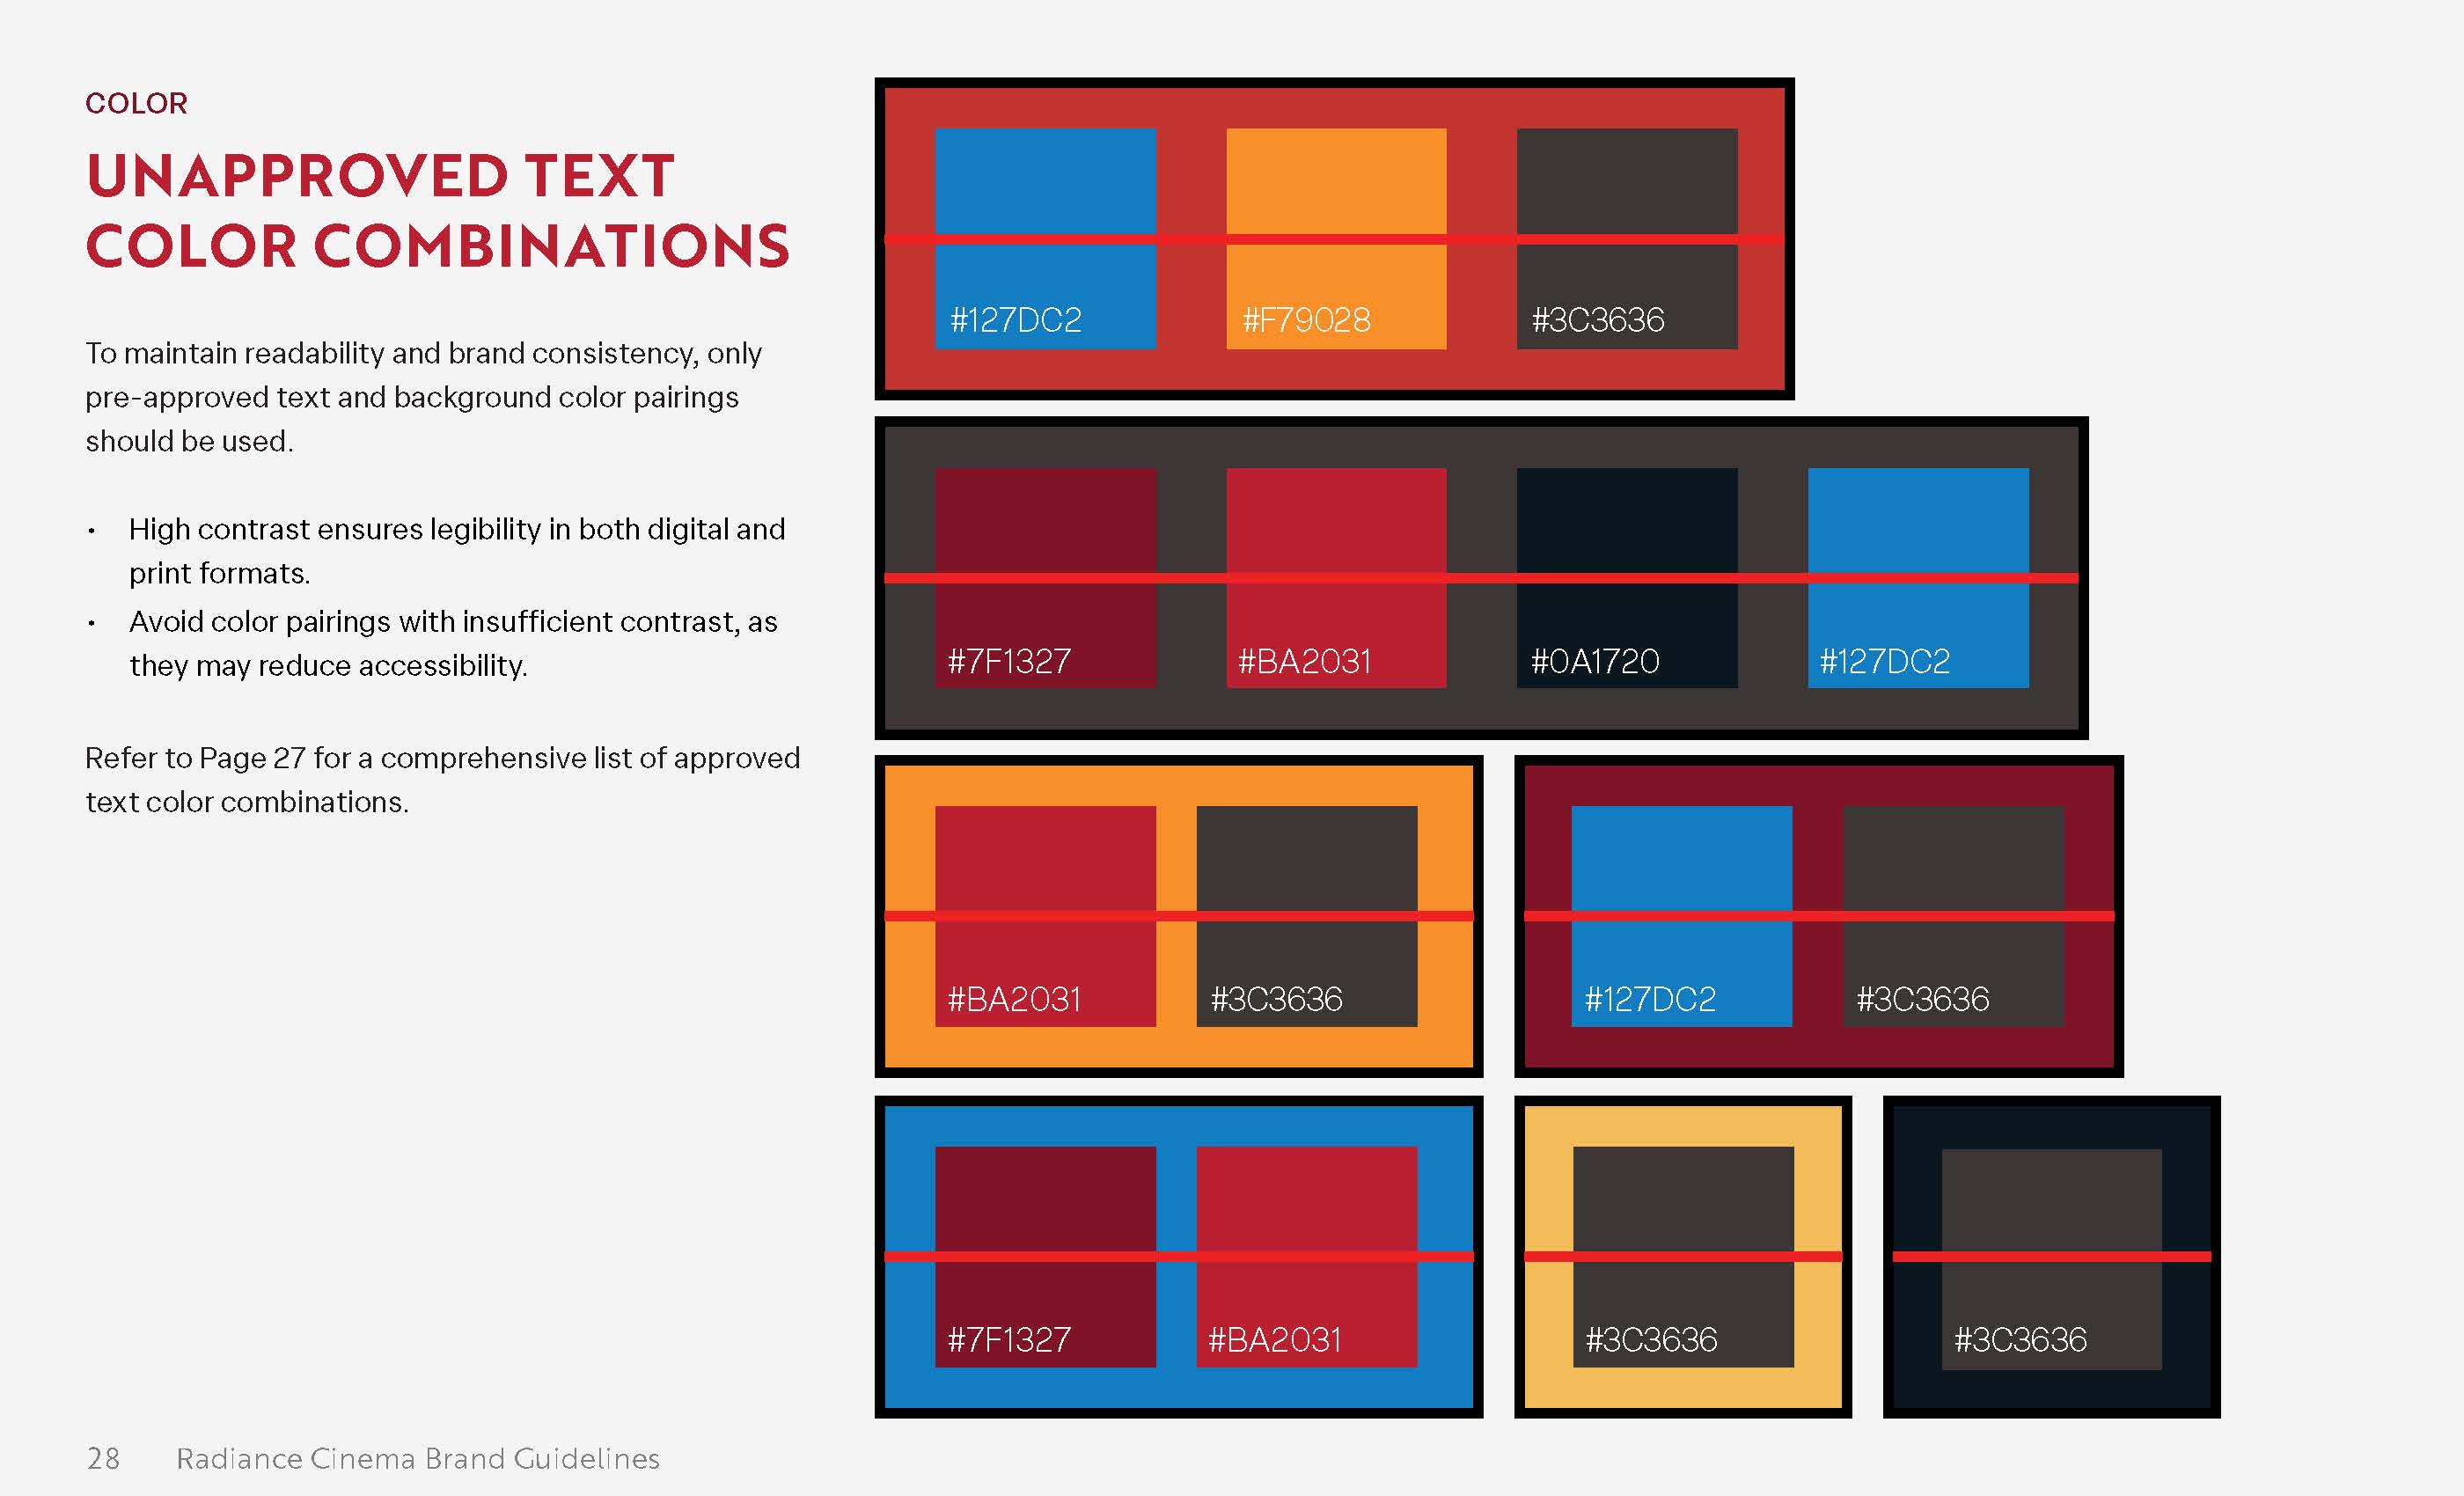 COLOR
UNAPPROVED TEXT
COLOR COMBINATIONS
To maintain readability and brand consistency, only
pre-approved text and background color pairings
should be used.
• High contrast ensures legibility in both digital and
print formats.
• Avoid color pairings with insufficient contrast, as
they may reduce accessibility.
Refer to Page 27 for a comprehensive list of approved
text color combinations.
#127DC2 #F79028 #3C3636
#7F1327 #BA2031 #0A1720 #127DC2
#BA2031 #3C3636 #127DC2 #3C3636
#7F1327 #BA2031 #3C3636 #3C3636
28 Radiance Cinema Brand Guidelines